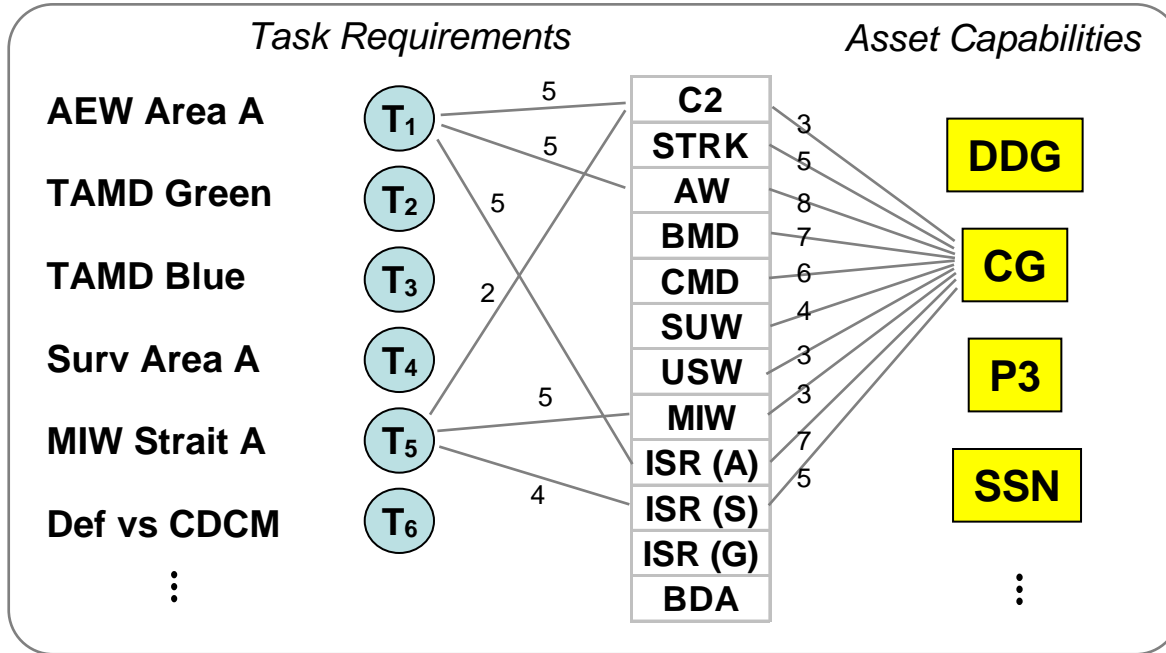 Task Requirements
Asset Capabilities
AEW Area A
TAMD Green
TAMD Blue
Surv Area A
MIW Strait A
Def vs CDCM
⋮
T1
T2
T3
T4
T5
T6
5
5
5
2
5
4
C2
STRK
AW
BMD
CMD
SUW
USW
MIW
ISR (A)
ISR (S)
ISR (G)
BDA
3
5
8
7
6
4
3
3
7
5
DDG
CG
P3
SSN
⋮